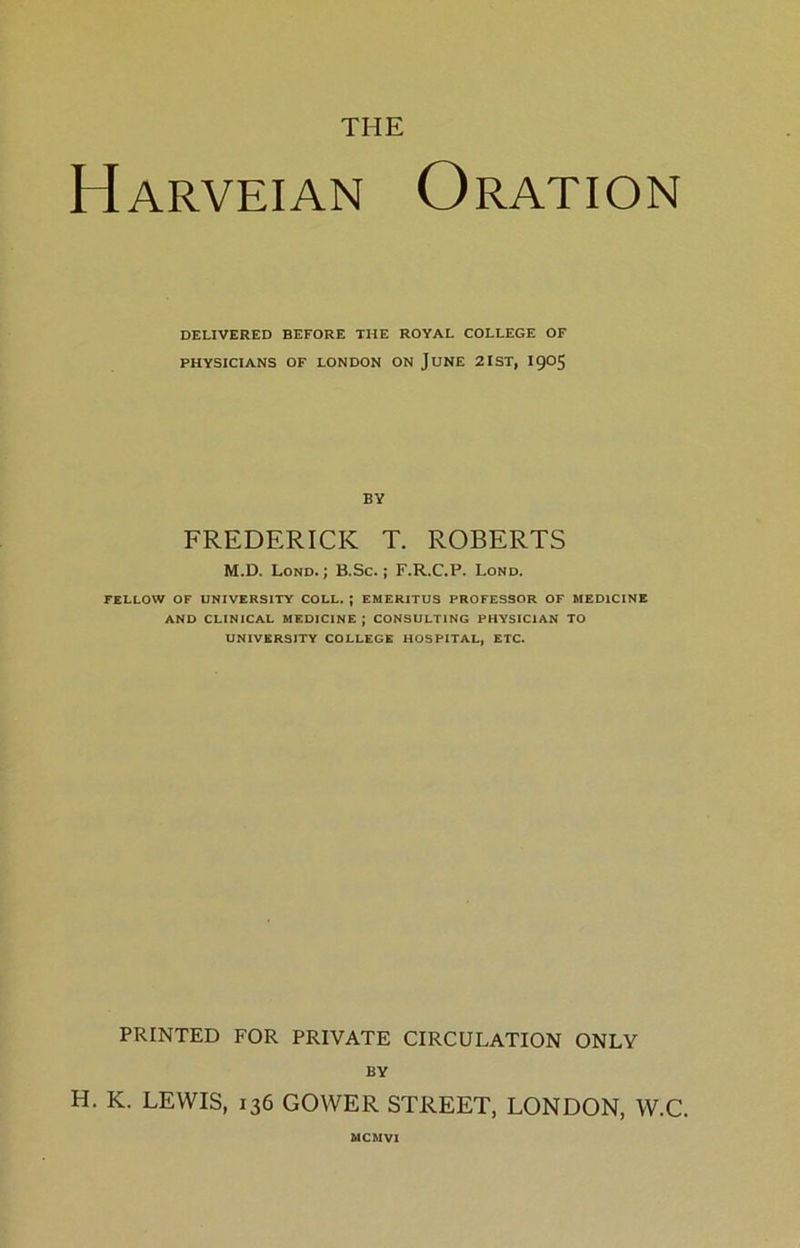 THE
HARVEIAN ORATION
DELIVERED BEFORE THE ROYAL COLLEGE OF
PHYSICIANS OF LONDON ON JUNE 21ST, 1905
BY
FREDERICK T. ROBERTS
M.D. LOND.; B.SC.; F.R.C.P. LOND.
FELLOW OF UNIVERSITY COLL.; EMERITUS PROFESSOR OF MEDICINE
AND CLINICAL MEDICINE; CONSULTING PHYSICIAN TO
UNIVERSITY COLLEGE HOSPITAL, ETC.
PRINTED FOR PRIVATE CIRCULATION ONLY
BY
H. K. LEWIS, 136 GOWER STREET, LONDON, W.C.
MCMVI